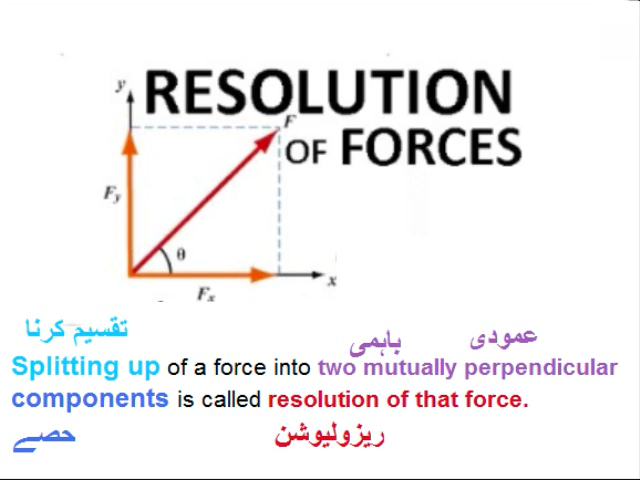 RESOLUTION
OF FORCES
y
F
Fy
θ
Fx
x
تقسیم کرنا
باہمی
عمودی
Splitting up of a force into two mutually perpendicular
components is called resolution of that force.
حصے
ریزولیوشن